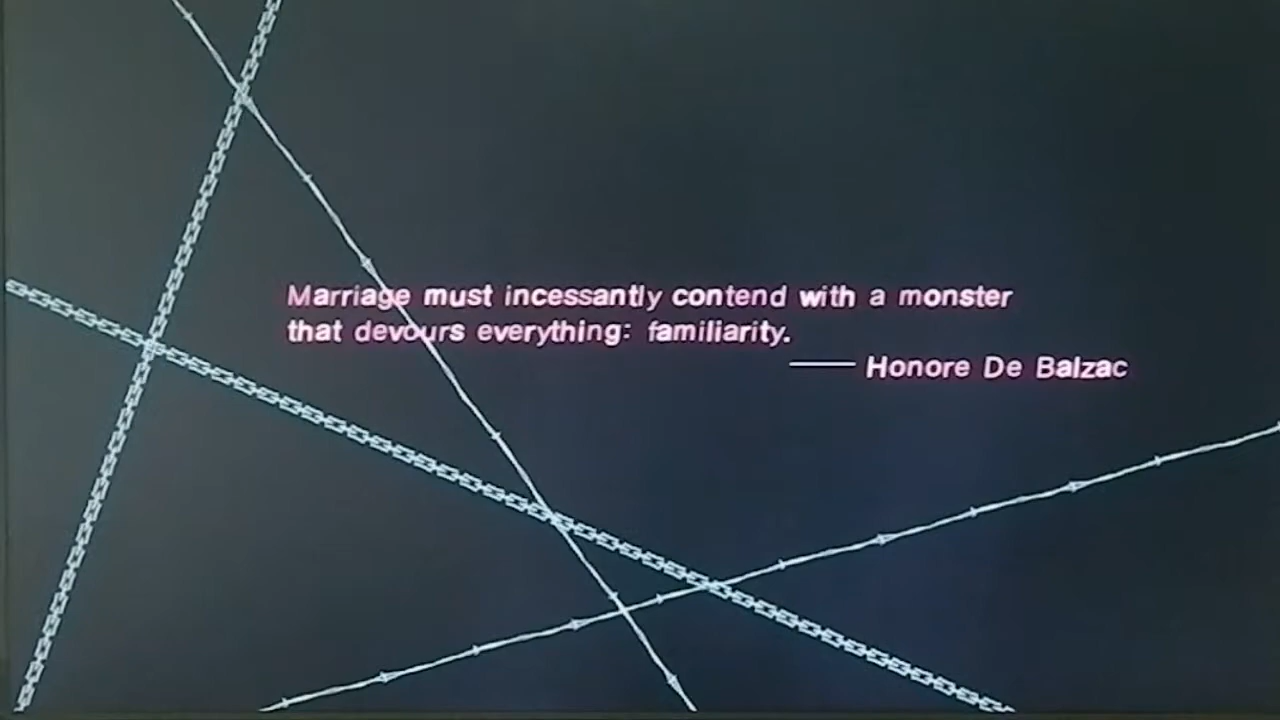 Marriage must incessantly contend with a monster
that devours everything: familiarity.
—— Honore De Balzac